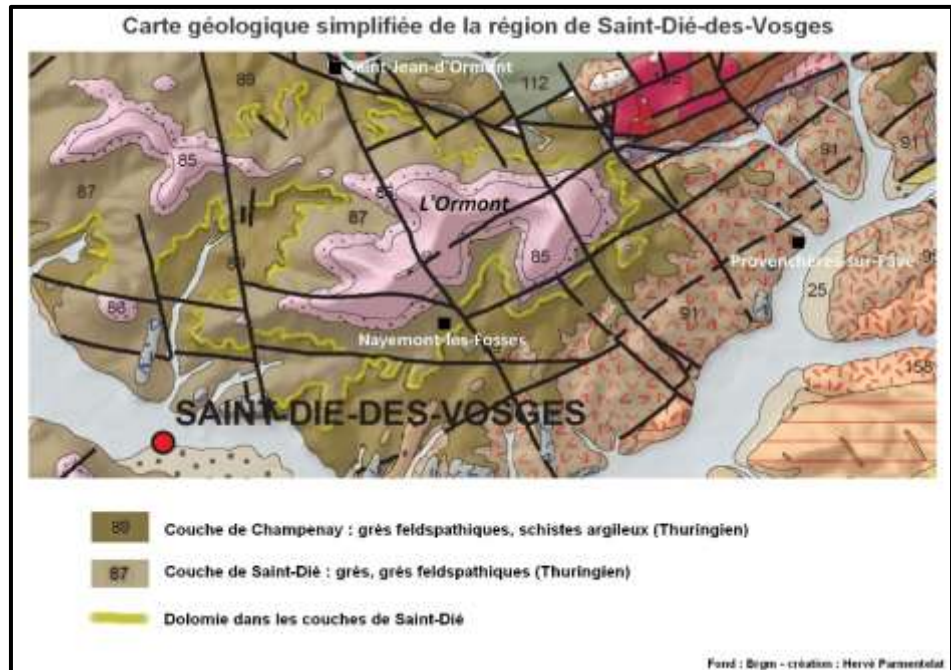 Carte géologique simplifiée de la région de Saint-Dié-des-Vosges
Saint-Jean-d'Ormont
89
112
85
91
91
87
87
L'Ormont
85
Provenchères-sur-Fave
25
88
91
Nayemont-les-Fosses
158
SAINT-DIE-DES-VOSGES
89 Couche de Champenay : grès feldspathiques, schistes argileux (Thuringien)
87 Couche de Saint-Dié : grès, grès feldspathiques (Thuringien)
Dolomie dans les couches de Saint-Dié
Fond : Brgm - création : Hervé Parmentelat